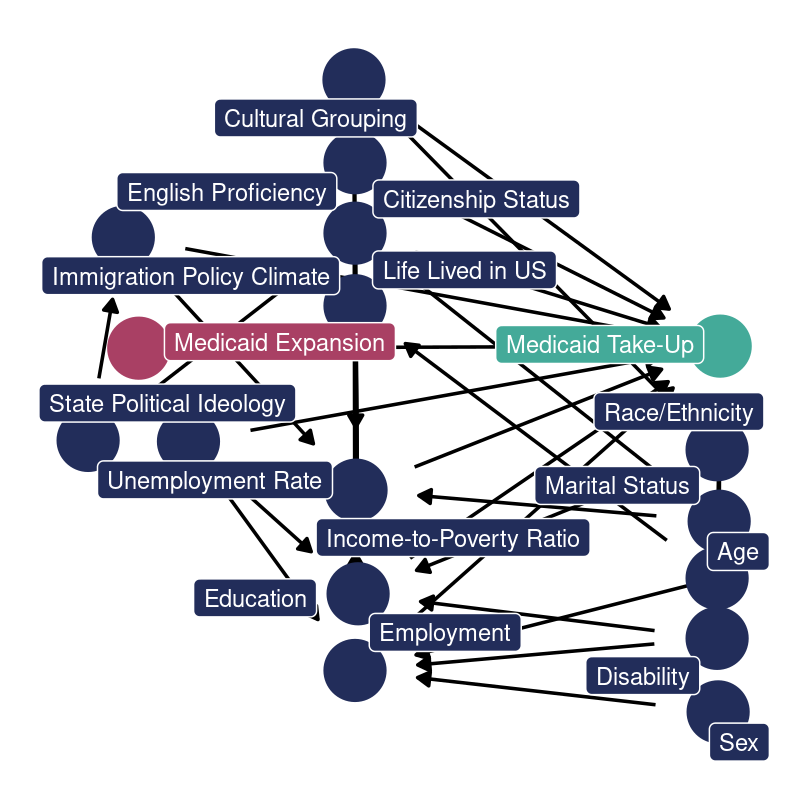 Cultural Grouping
English Proficiency
Citizenship Status
Immigration Policy Climate
Life Lived in US
Medicaid Expansion
Medicaid Take-Up
State Political Ideology
Race/Ethnicity
Unemployment Rate
Marital Status
Income-to-Poverty Ratio
Age
Education
Employment
Disability
Sex